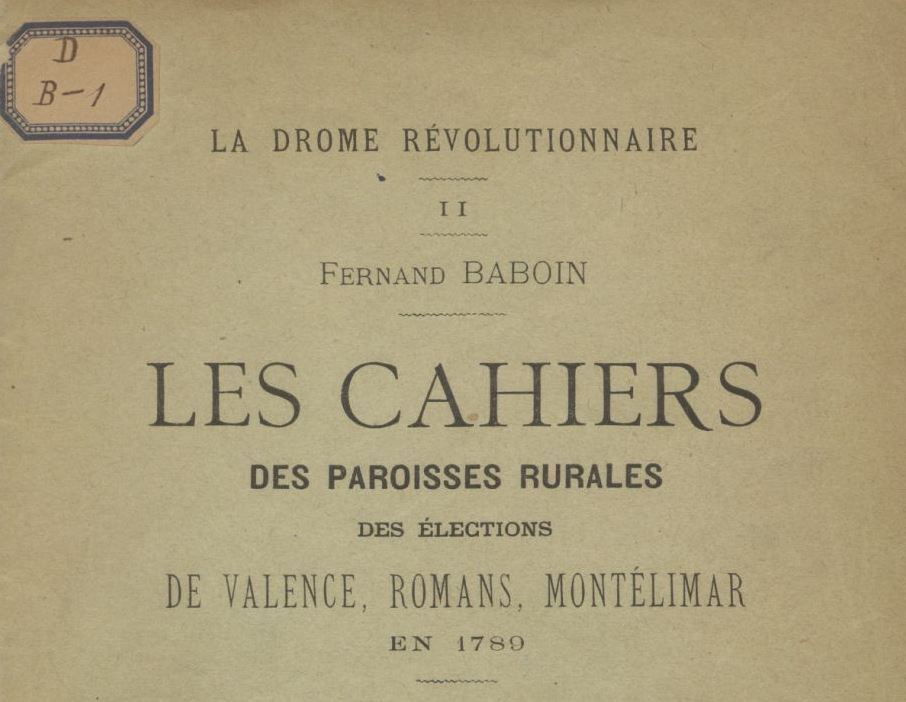 D
B-1
LA DROME RÉVOLUTIONNAIRE
II
FERNAND BABOIN
LES CAHIERS
DES PAROISSES RURALES
DES ÉLECTIONS
DE VALENCE, ROMANS, MONTÉLIMAR
EN 1789